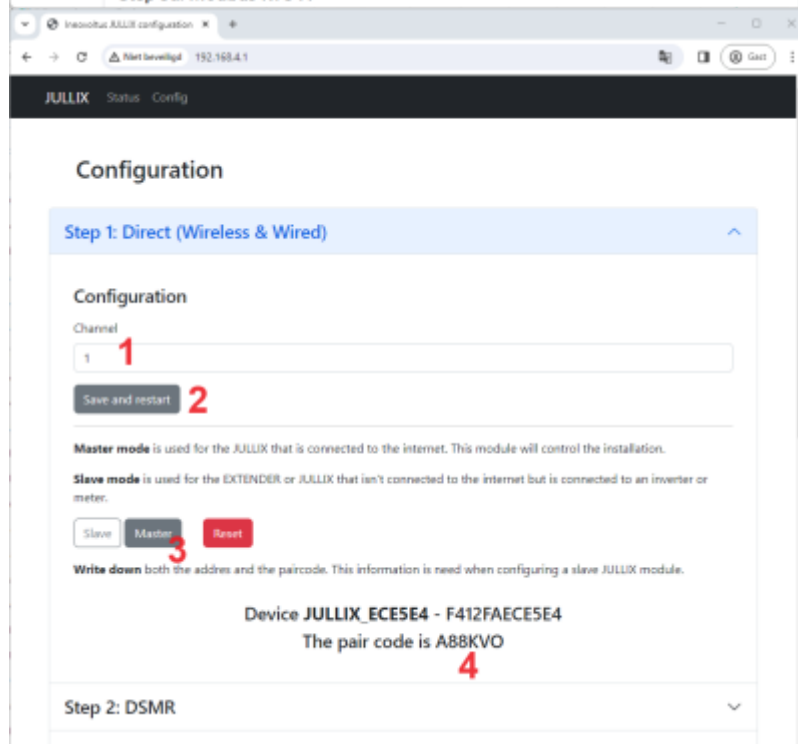 Ineovoltus JULLIX configuration
Niet beveiligd 192.168.4.1
Gast
JULLIX Status Config
Configuration
Step 1: Direct (Wireless & Wired)
Configuration
Channel
1
1
Save and restart 2
Master mode is used for the JULLIX that is connected to the internet. This module will control the installation.
Slave mode is used for the EXTENDER or JULLIX that isn't connected to the internet but is connected to an inverter or
meter.
Slave Master Reset
3
Write down both the addres and the paircode. This information is need when configuring a slave JULLIX module.
Device JULLIX_ECE5E4 - F412FAECE5E4
The pair code is A88KVO
4
Step 2: DSMR